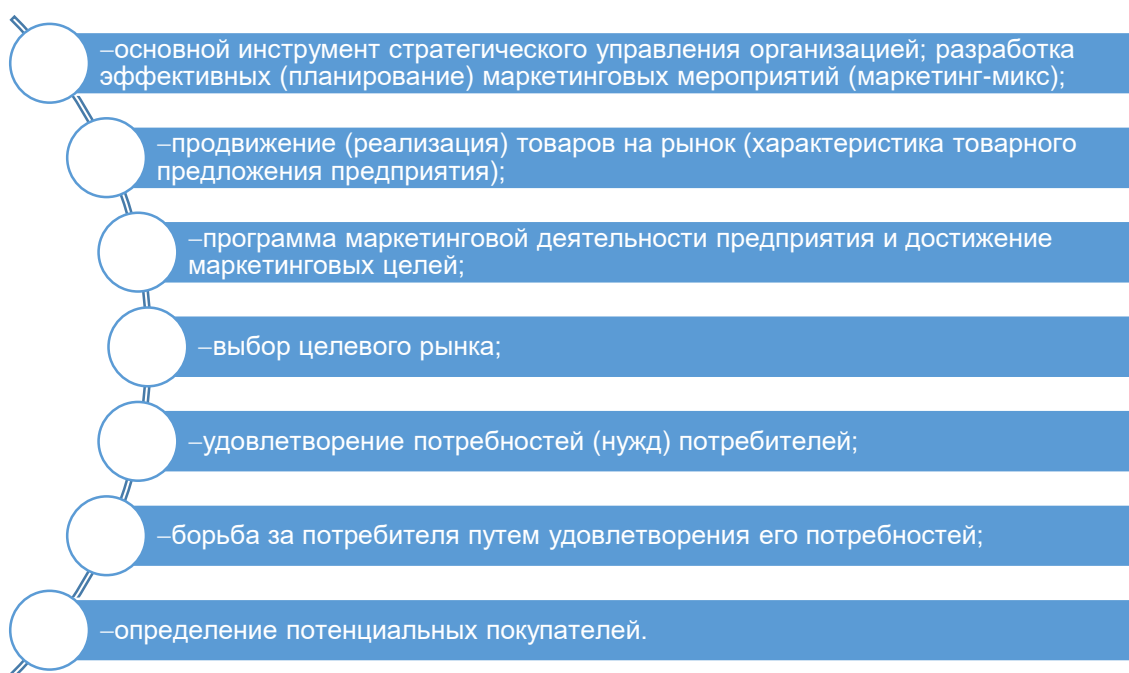 –основной инструмент стратегического управления организацией; разработка
эффективных (планирование) маркетинговых мероприятий (маркетинг-микс);
–продвижение (реализация) товаров на рынок (характеристика товарного
предложения предприятия);
–программа маркетинговой деятельности предприятия и достижение
маркетинговых целей;
–выбор целевого рынка;
–удовлетворение потребностей (нужд) потребителей;
–борьба за потребителя путем удовлетворения его потребностей;
–определение потенциальных покупателей.